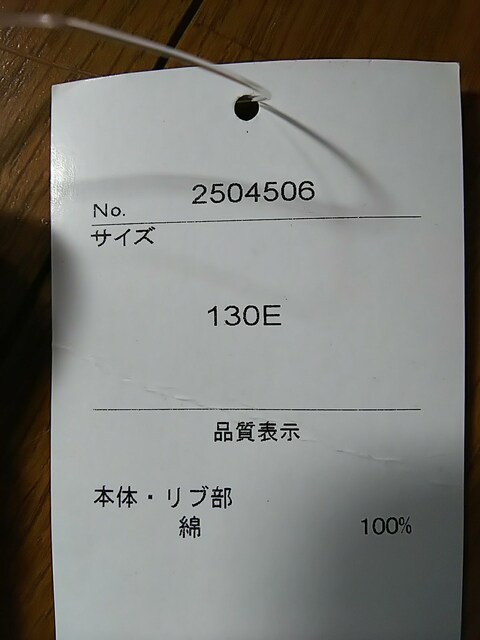 No. 2504506
サイズ
130E
品質表示
本体・リブ部
綿 100%